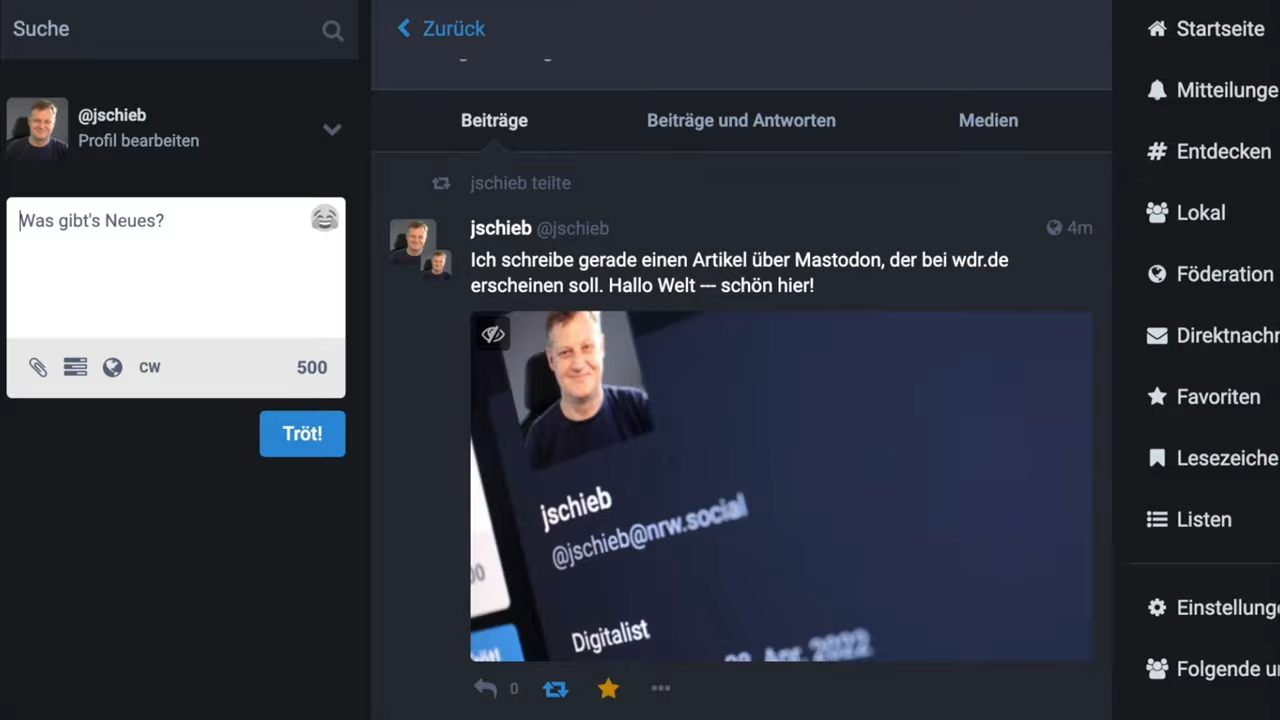 Suche
@jschieb
Profil bearbeiten
Was gibt's Neues?
CW
500
Tröt!
Zurück
Beiträge
Beiträge und Antworten
Medien
jschieb teilte
jschieb @jschieb
4m
Ich schreibe gerade einen Artikel über Mastodon, der bei wdr.de
erscheinen soll. Hallo Welt --- schön hier!
jschieb
@jschieb@nrw.social
Digitalist
Apr. 2022
0
Startseite
Mitteilunge
Entdecken
Lokal
Föderation
Direktnachr
Favoriten
Lesezeiche
Listen
Einstellung
Folgende u